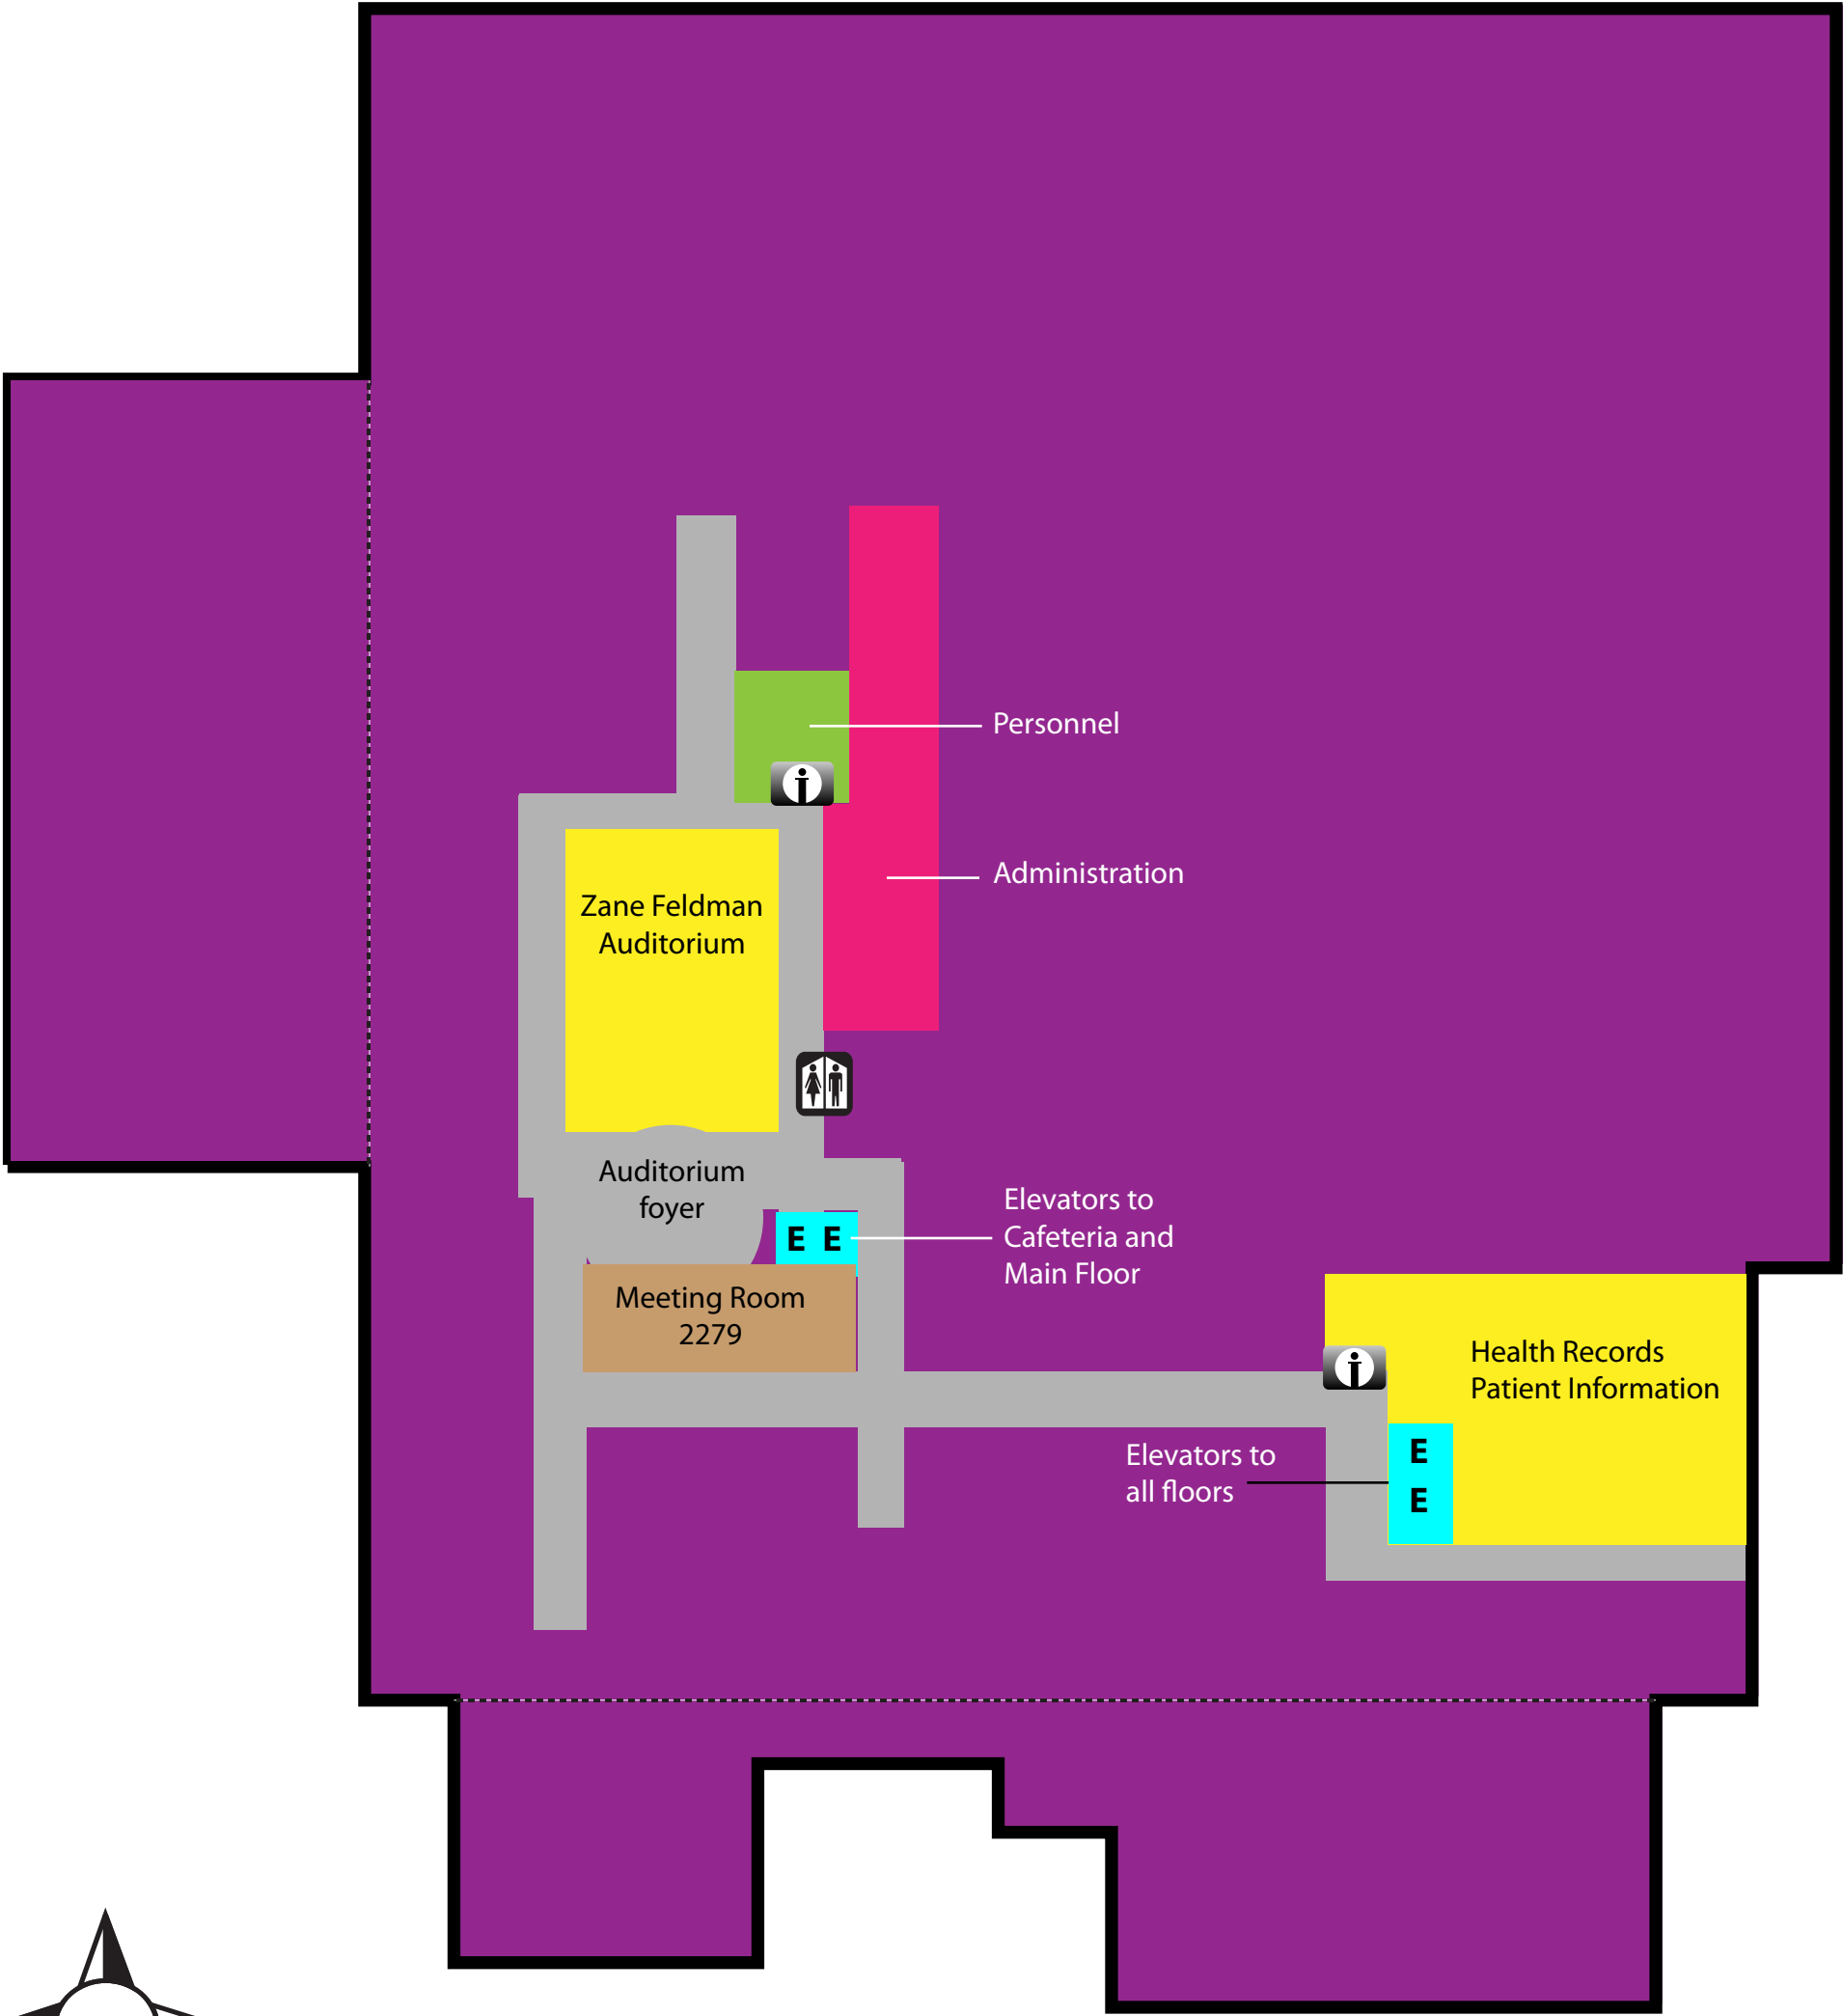 Personnel
Administration
Zane Feldman
Auditorium
Auditorium
foyer
Elevators to
Cafeteria and
Main Floor
E E
Meeting Room
2279
Health Records
Patient Information
Elevators to
all floors
E
E